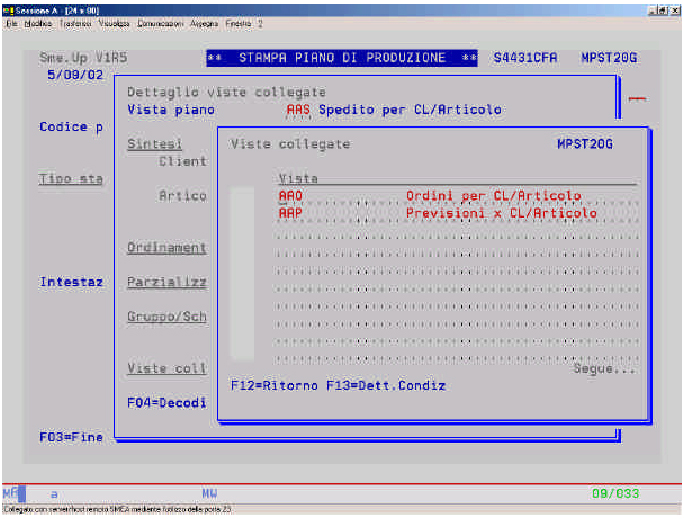 Sessione A - [24 x 80]
File Modifica Trasferisci Visualizza Comunicazioni Assegna Finestra ?
Sme.Up V1R5 ** STAMPA PIANO DI PRODUZIONE ** S4431CFA MPST20G
5/09/02
Dettaglio viste collegate
Vista piano AAS Spedito per CL/Articolo
Codice p
Sintesi Viste collegate MPST20G
Client
Tipo sta Vista
Artico AAO Ordini per CL/Articolo
AAP Previsioni x CL/Articolo
Ordinament
Intestaz Parzializz
Gruppo/Sch
Viste coll Segue...
F12=Ritorno F13=Dett.Condiz
F04=Decodi
F03=Fine
a MW 09/033
Collegato con server/host remoto SMEA mediante l'utilizzo della porta 23